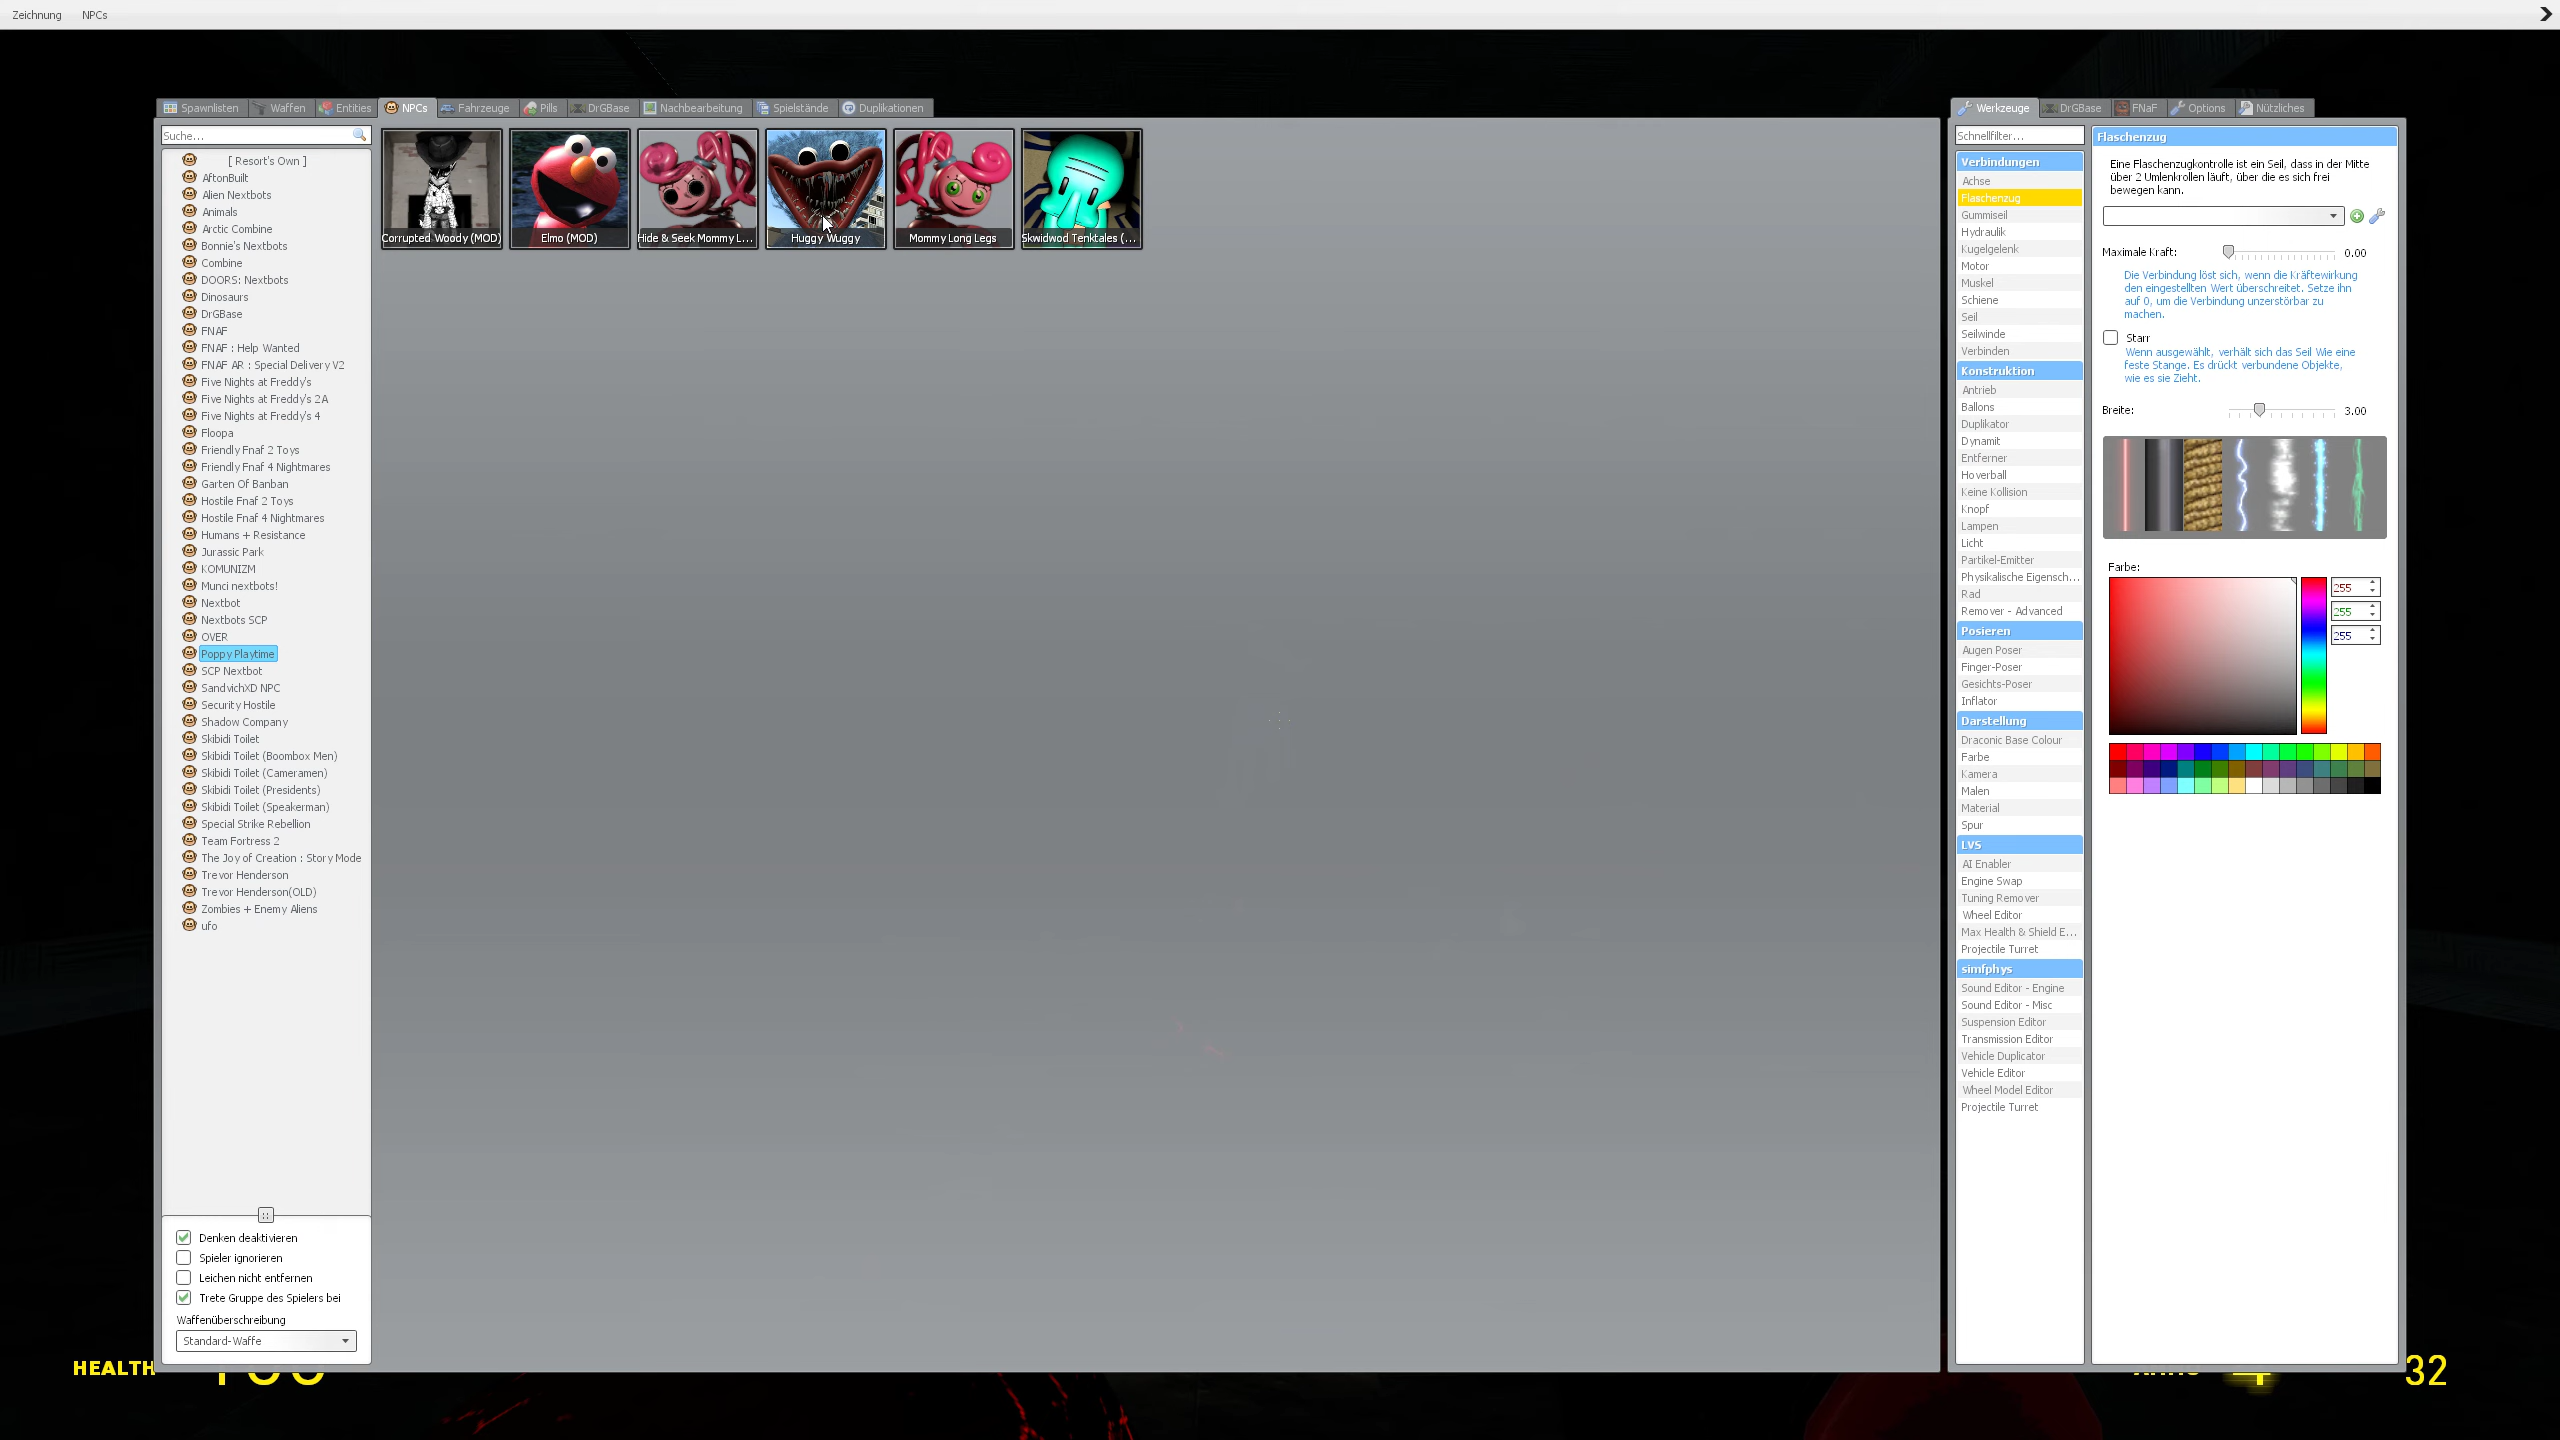 Zeichnung NPCs
Spawnlisten Waffen Entities NPCs Fahrzeuge Pills DrGBase Nachbearbeitung Spielstände Duplikationen
Suche...
[ Resort's Own ]
AftonBuilt
Alien Nextbots
Animals
Arctic Combine
Bonnie's Nextbots
Combine
DOORS: Nextbots
Dinosaurs
DrGBase
FNAF
FNAF : Help Wanted
FNAF AR : Special Delivery V2
Five Nights at Freddy's
Five Nights at Freddy's 2A
Five Nights at Freddy's 4
Floopa
Friendly Fnaf 2 Toys
Friendly Fnaf 4 Nightmares
Garten Of Banban
Hostile Fnaf 2 Toys
Hostile Fnaf 4 Nightmares
Humans + Resistance
Jurassic Park
KOMUNIZM
Munci nextbots!
Nextbot
Nextbots SCP
OVER
Poppy Playtime
SCP Nextbot
SandvichXD NPC
Security Hostile
Shadow Company
Skibidi Toilet
Skibidi Toilet (Boombox Men)
Skibidi Toilet (Cameramen)
Skibidi Toilet (Presidents)
Skibidi Toilet (Speakerman)
Special Strike Rebellion
Team Fortress 2
The Joy of Creation : Story Mode
Trevor Henderson
Trevor Henderson(OLD)
Zombies + Enemy Aliens
ufo
Denken deaktivieren
Spieler ignorieren
Leichen nicht entfernen
Trete Gruppe des Spielers bei
Waffenüberschreibung
Standard-Waffe
Corrupted Woody (MOD) Elmo (MOD) Hide & Seek Mommy L... Huggy Wuggy Mommy Long Legs Skwidwod Tenktales (...
Werkzeuge DrGBase FNaF Options Nützliches
Schnellfilter...
Verbindungen
Achse
Flaschenzug
Gummiseil
Hydraulik
Kugelgelenk
Motor
Muskel
Schiene
Seil
Seilwinde
Verbinden
Konstruktion
Antrieb
Ballons
Duplikator
Dynamit
Entferner
Hoverball
Keine Kollision
Knopf
Lampen
Licht
Partikel-Emitter
Physikalische Eigensch...
Rad
Remover - Advanced
Posieren
Augen Poser
Finger-Poser
Gesichts-Poser
Inflator
Darstellung
Draconic Base Colour
Farbe
Kamera
Malen
Material
Spur
LVS
AI Enabler
Engine Swap
Tuning Remover
Wheel Editor
Max Health & Shield E...
Projectile Turret
simfphys
Sound Editor - Engine
Sound Editor - Misc
Suspension Editor
Transmission Editor
Vehicle Duplicator
Vehicle Editor
Wheel Model Editor
Projectile Turret
Flaschenzug
Eine Flaschenzugkontrolle ist ein Seil, dass in der Mitte
über 2 Umlenkrollen läuft, über die es sich frei
bewegen kann.
Maximale Kraft: 0.00
Die Verbindung löst sich, wenn die Kräftewirkung
den eingestellten Wert überschreitet. Setze ihn
auf 0, um die Verbindung unzerstörbar zu
machen.
Starr
Wenn ausgewählt, verhält sich das Seil Wie eine
feste Stange. Es drückt verbundene Objekte,
wie es sie Zieht.
Breite: 3.00
Farbe:
255
255
255
HEALTH
32